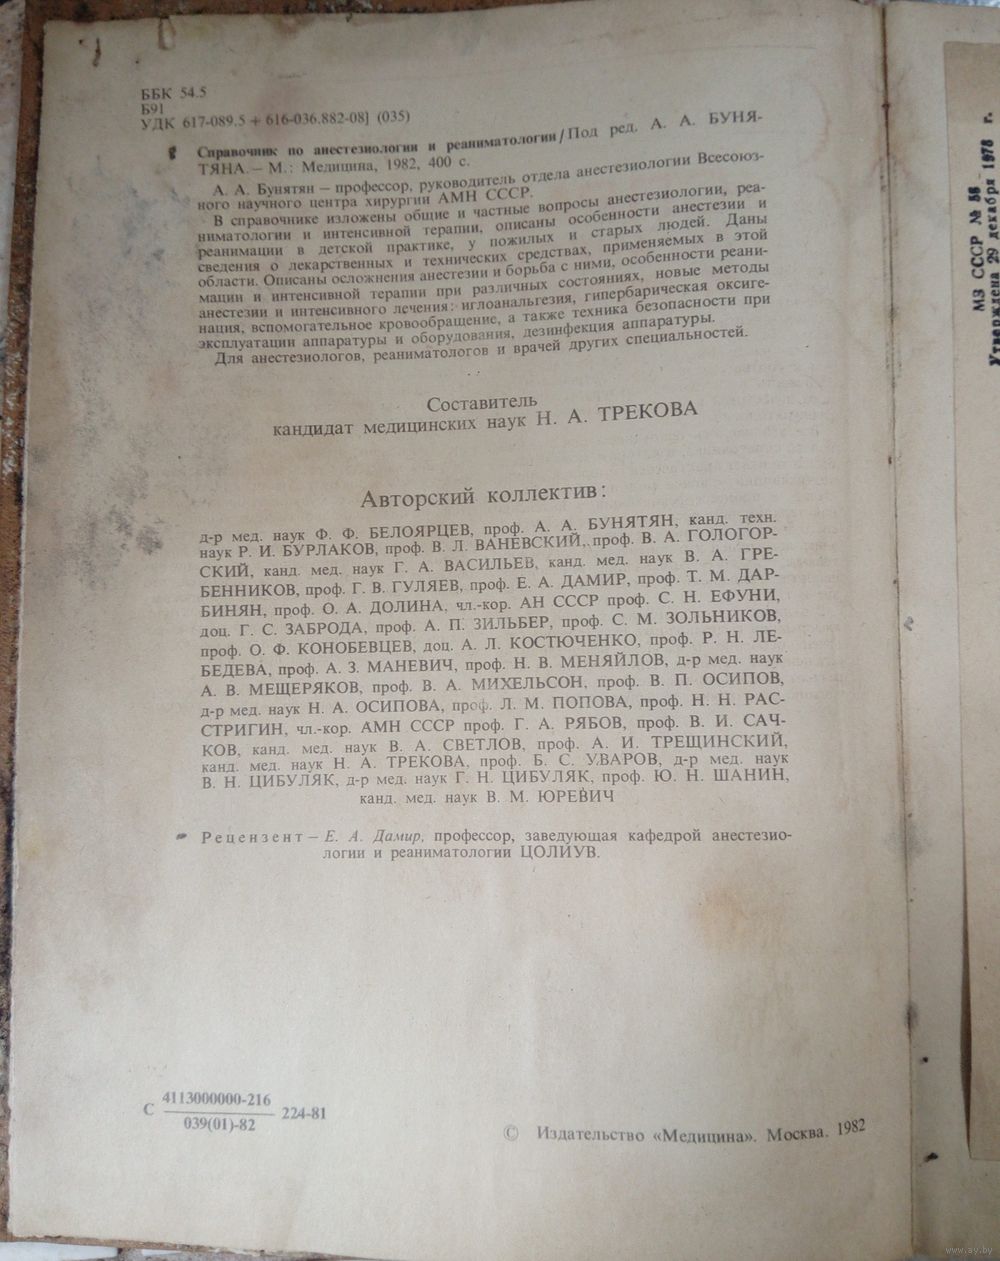 ББК 54.5
Б91
УДК 617-089.5 + 616-036.882-08] (035)
Справочник по анестезиологии и реаниматологии/Под ред. А. А. БУНЯ-
ТЯНА. – М.: Медицина, 1982, 400 с.
А. А. Бунятян – профессор, руководитель отдела анестезиологии Всесоюз-
ного научного центра хирургии АМН СССР.
В справочнике изложены общие и частные вопросы анестезиологии, реа-
ниматологии и интенсивной терапии, описаны особенности анестезии и
реанимации в детской практике, у пожилых и старых людей. Даны
сведения о лекарственных и технических средствах, применяемых в этой
области. Описаны осложнения анестезии и борьба с ними, особенности реани-
мации и интенсивной терапии при различных состояниях, новые методы
анестезии и интенсивного лечения: иглоанальгезия, гипербарическая оксиге-
нация, вспомогательное кровообращение, а также техника безопасности при
эксплуатации аппаратуры и оборудования, дезинфекция аппаратуры.
Для анестезиологов, реаниматологов и врачей других специальностей.
Составитель
кандидат медицинских наук Н. А. ТРЕКОВА
Авторский коллектив:
д-р мед. наук Ф. Ф. БЕЛОЯРЦЕВ, проф. А. А. БУНЯТЯН, канд. техн.
наук Р. И. БУРЛАКОВ, проф. В. Л. ВАНЕВСКИЙ, проф. В. А. ГОЛОГОР-
СКИЙ, канд. мед. наук Г. А. ВАСИЛЬЕВ, канд. мед. наук В. А. ГРЕ-
БЕННИКОВ, проф. Г. В. ГУЛЯЕВ, проф. Е. А. ДАМИР, проф. Т. М. ДАР-
БИНЯН, проф. О. А. ДОЛИНА, чл.-кор. АН СССР проф. С. Н. ЕФУНИ,
доц. Г. С. ЗАБРОДА, проф. А. П. ЗИЛЬБЕР, проф. С. М. ЗОЛЬНИКОВ,
проф. О. Ф. КОНОБЕВЦЕВ, доц. А. Л. КОСТЮЧЕНКО, проф. Р. Н. ЛЕ-
БЕДЕВА, проф. А. З. МАНЕВИЧ, проф. Н. В. МЕНЯЙЛОВ, д-р мед. наук
А. В. МЕЩЕРЯКОВ, проф. В. А. МИХЕЛЬСОН, проф. В. П. ОСИПОВ,
д-р мед. наук Н. А. ОСИПОВА, проф. Л. М. ПОПОВА, проф. Н. Н. РАС-
СТРИГИН, чл.-кор. АМН СССР проф. Г. А. РЯБОВ, проф. В. И. САЧ-
КОВ, канд. мед. наук В. А. СВЕТЛОВ, проф. А. И. ТРЕЩИНСКИЙ,
канд. мед. наук Н. А. ТРЕКОВА, проф. Б. С. УВАРОВ, д-р мед. наук
В. Н. ЦИБУЛЯК, д-р мед. наук Г. Н. ЦИБУЛЯК, проф. Ю. Н. ШАНИН,
канд. мед. наук В. М. ЮРЕВИЧ
Рецензент – Е. А. Дамир, профессор, заведующая кафедрой анестезио-
логии и реаниматологии ЦОЛИУВ.
С 4113000000-216 224-81
039(01)-82
© Издательство «Медицина». Москва. 1982
МЗ СССР № 58
Утверждена 29 декабря 1978 г.
www.ay.by